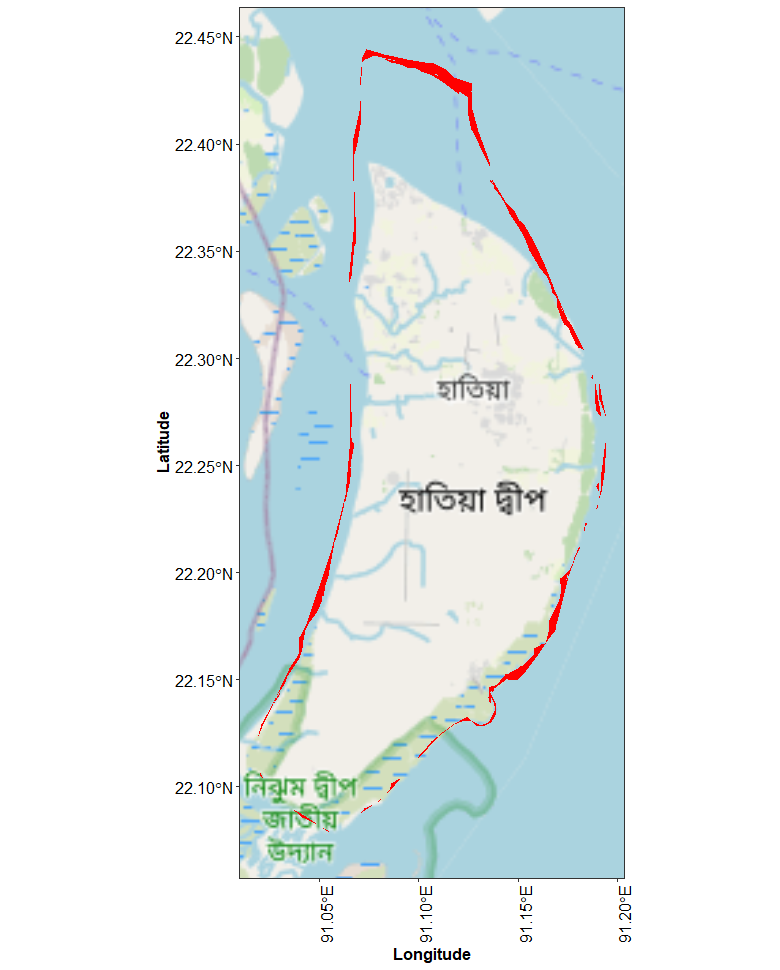 22.45°N
22.40°N
22.35°N
22.30°N
22.25°N
22.20°N
22.15°N
22.10°N
Latitude
হাতিয়া
হাতিয়া দ্বীপ
নিঝুম দ্বীপ
জাতীয়
উদ্যান
91.05°E
91.10°E
91.15°E
91.20°E
Longitude